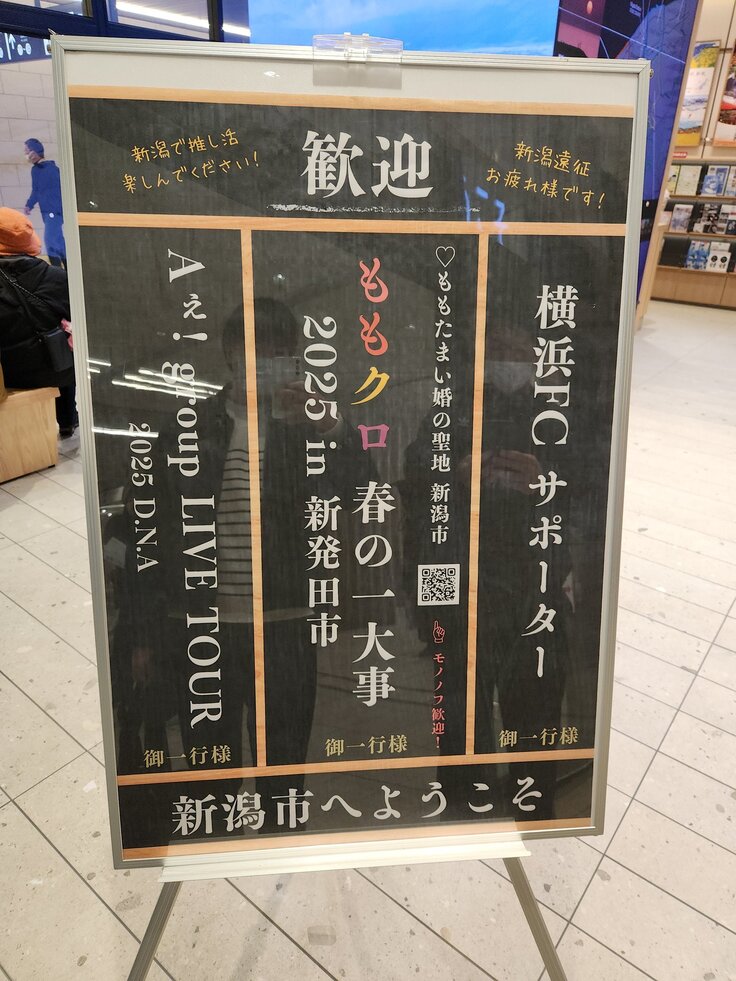 歓迎
新潟で推し活
楽しんでください!
新潟遠征
お疲れ様です!
横浜FC サポーター
御一行様
♡ももたまい婚の聖地 新潟市
モノノフ歓迎!
ももクロ 春の一大事
2025 in 新発田市
御一行様
Aぇ! group LIVE TOUR
2025 D.N.A
御一行様
新潟市へようこそ